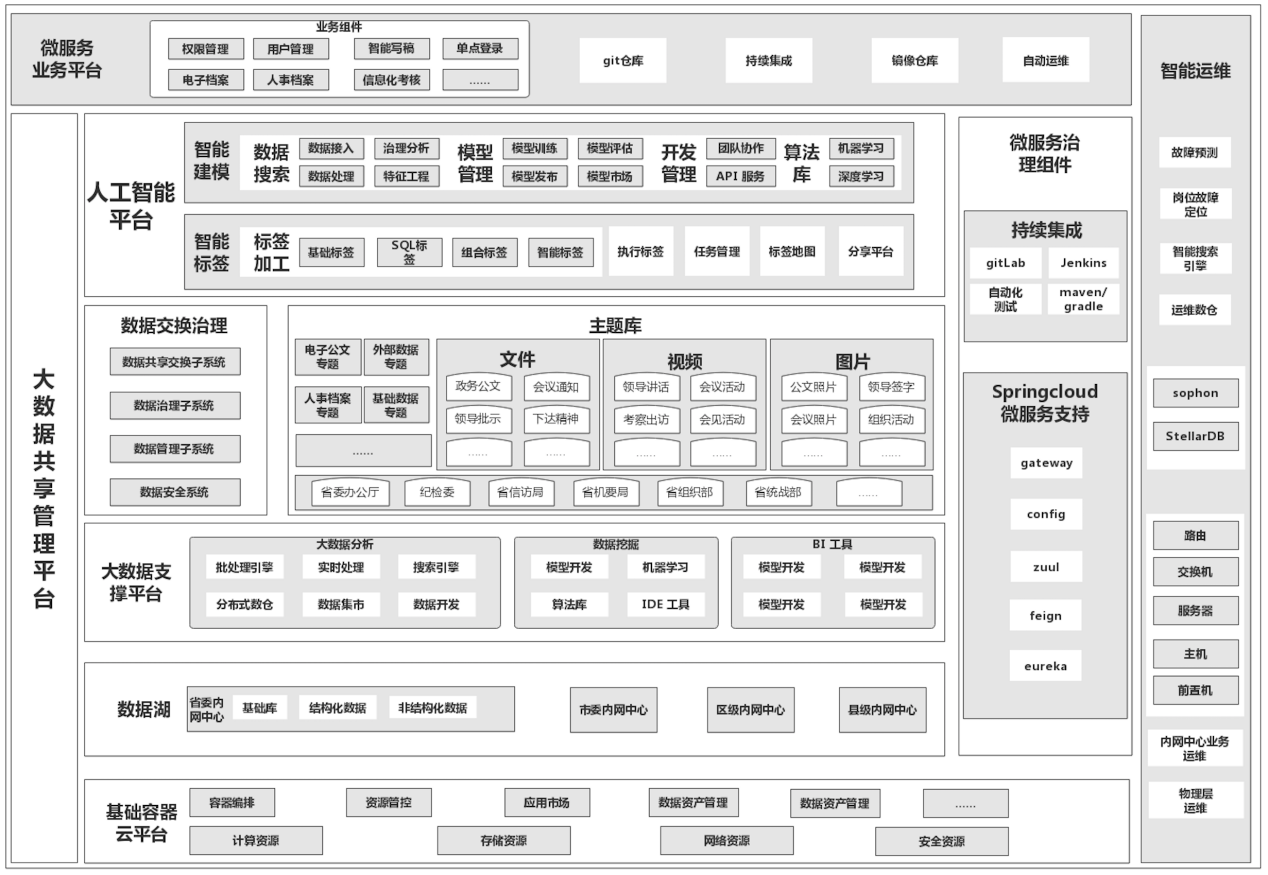 微服务
业务平台
业务组件
权限管理
用户管理
智能写稿
单点登录
电子档案
人事档案
信息化考核
......
git仓库
持续集成
镜像仓库
自动运维
大
数
据
共
享
管
理
平
台
人工智能
平台
智能
建模
数据
搜索
数据接入
治理分析
数据处理
特征工程
模型
管理
模型训练
模型评估
模型发布
模型市场
开发
管理
团队协作
API 服务
算法
库
机器学习
深度学习
智能
标签
标签
加工
基础标签
SQL标
签
组合标签
智能标签
执行标签
任务管理
标签地图
分享平台
数据交换治理
数据共享交换子系统
数据治理子系统
数据管理子系统
数据安全系统
主题库
电子公文
专题
外部数据
专题
人事档案
专题
基础数据
专题
......
文件
政务公文
会议通知
领导批示
下达精神
......
......
视频
领导讲话
会议活动
考察出访
会见活动
......
......
图片
公文照片
领导签字
会议照片
组织活动
......
......
省委办公厅
纪检委
省信访局
省机要局
省组织部
省统战部
......
大数据支
撑平台
大数据分析
批处理引擎
实时处理
搜索引擎
分布式数仓
数据集市
数据开发
数据挖掘
模型开发
机器学习
算法库
IDE 工具
BI 工具
模型开发
模型开发
模型开发
模型开发
数据湖
省委内
网中心
基础库
结构化数据
非结构化数据
市委内网中心
区级内网中心
县级内网中心
基础容器
云平台
容器编排
资源管控
应用市场
数据资产管理
数据资产管理
......
计算资源
存储资源
网络资源
安全资源
微服务治
理组件
持续集成
gitLab
Jenkins
自动化
测试
maven/
gradle
Springcloud
微服务支持
gateway
config
zuul
feign
eureka
智能运维
故障预测
岗位故障
定位
智能搜索
引擎
运维数仓
sophon
StellarDB
路由
交换机
服务器
主机
前置机
内网中心业务
运维
物理层
运维